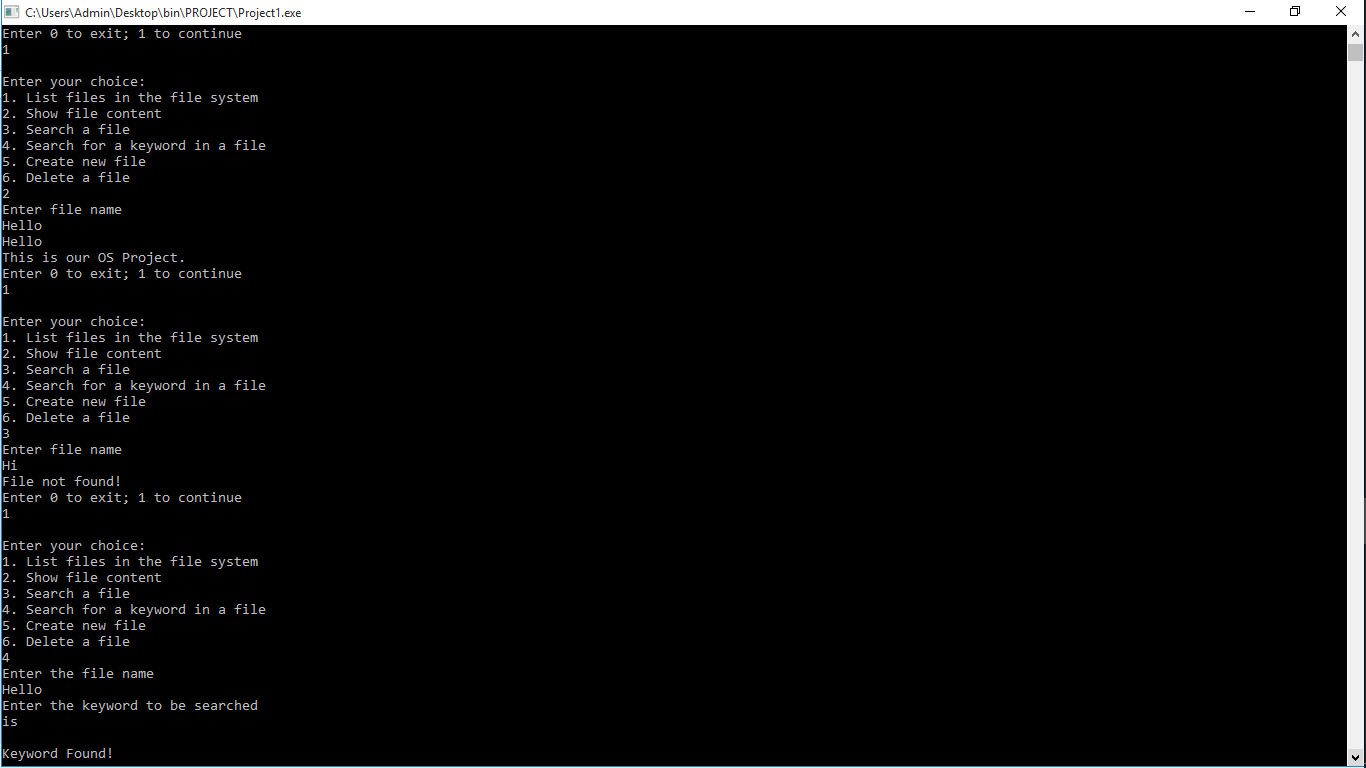 C:\Users\Admin\Desktop\bin\PROJECT\Project1.exe
Enter 0 to exit; 1 to continue
1
Enter your choice:
1. List files in the file system
2. Show file content
3. Search a file
4. Search for a keyword in a file
5. Create new file
6. Delete a file
2
Enter file name
Hello
Hello
This is our OS Project.
Enter 0 to exit; 1 to continue
1
Enter your choice:
1. List files in the file system
2. Show file content
3. Search a file
4. Search for a keyword in a file
5. Create new file
6. Delete a file
3
Enter file name
Hi
File not found!
Enter 0 to exit; 1 to continue
1
Enter your choice:
1. List files in the file system
2. Show file content
3. Search a file
4. Search for a keyword in a file
5. Create new file
6. Delete a file
4
Enter the file name
Hello
Enter the keyword to be searched
is
Keyword Found!